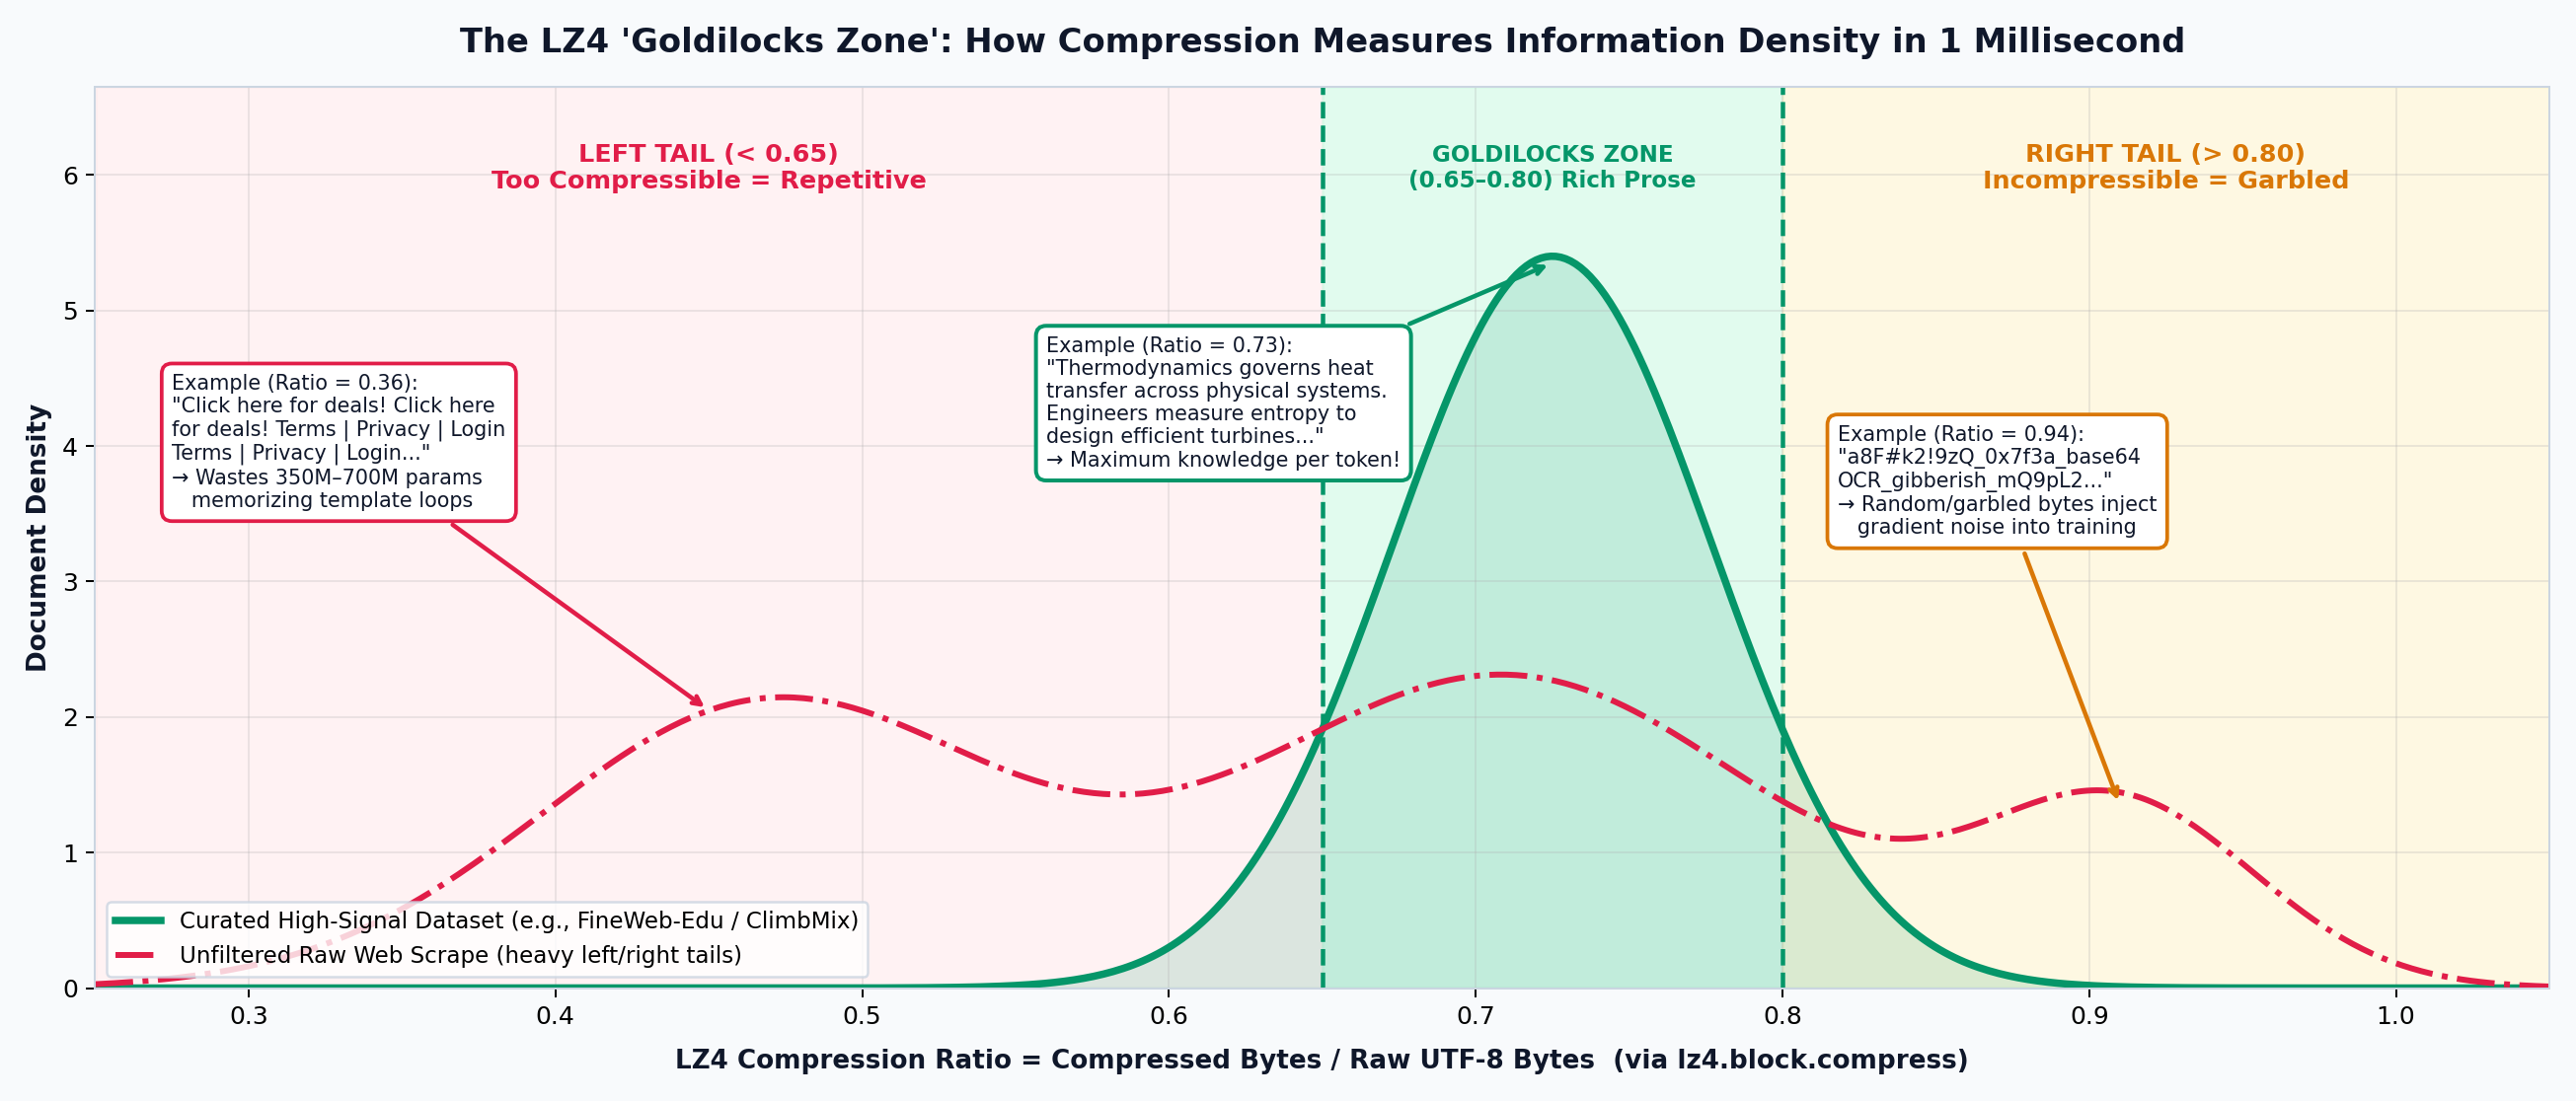 The LZ4 'Goldilocks Zone': How Compression Measures Information Density in 1 Millisecond
LEFT TAIL (< 0.65)
Too Compressible = Repetitive
GOLDILOCKS ZONE
(0.65–0.80) Rich Prose
RIGHT TAIL (> 0.80)
Incompressible = Garbled
Example (Ratio = 0.36):
"Click here for deals! Click here
for deals! Terms | Privacy | Login
Terms | Privacy | Login..."
→ Wastes 350M–700M params
memorizing template loops
Example (Ratio = 0.73):
"Thermodynamics governs heat
transfer across physical systems.
Engineers measure entropy to
design efficient turbines..."
→ Maximum knowledge per token!
Example (Ratio = 0.94):
"a8F#k2!9zQ_0x7f3a_base64
OCR_gibberish_mQ9pL2..."
→ Random/garbled bytes inject
gradient noise into training
Document Density
6
5
4
3
2
1
0
Curated High-Signal Dataset (e.g., FineWeb-Edu / ClimbMix)
Unfiltered Raw Web Scrape (heavy left/right tails)
0.3
0.4
0.5
0.6
0.7
0.8
0.9
1.0
LZ4 Compression Ratio = Compressed Bytes / Raw UTF-8 Bytes (via lz4.block.compress)